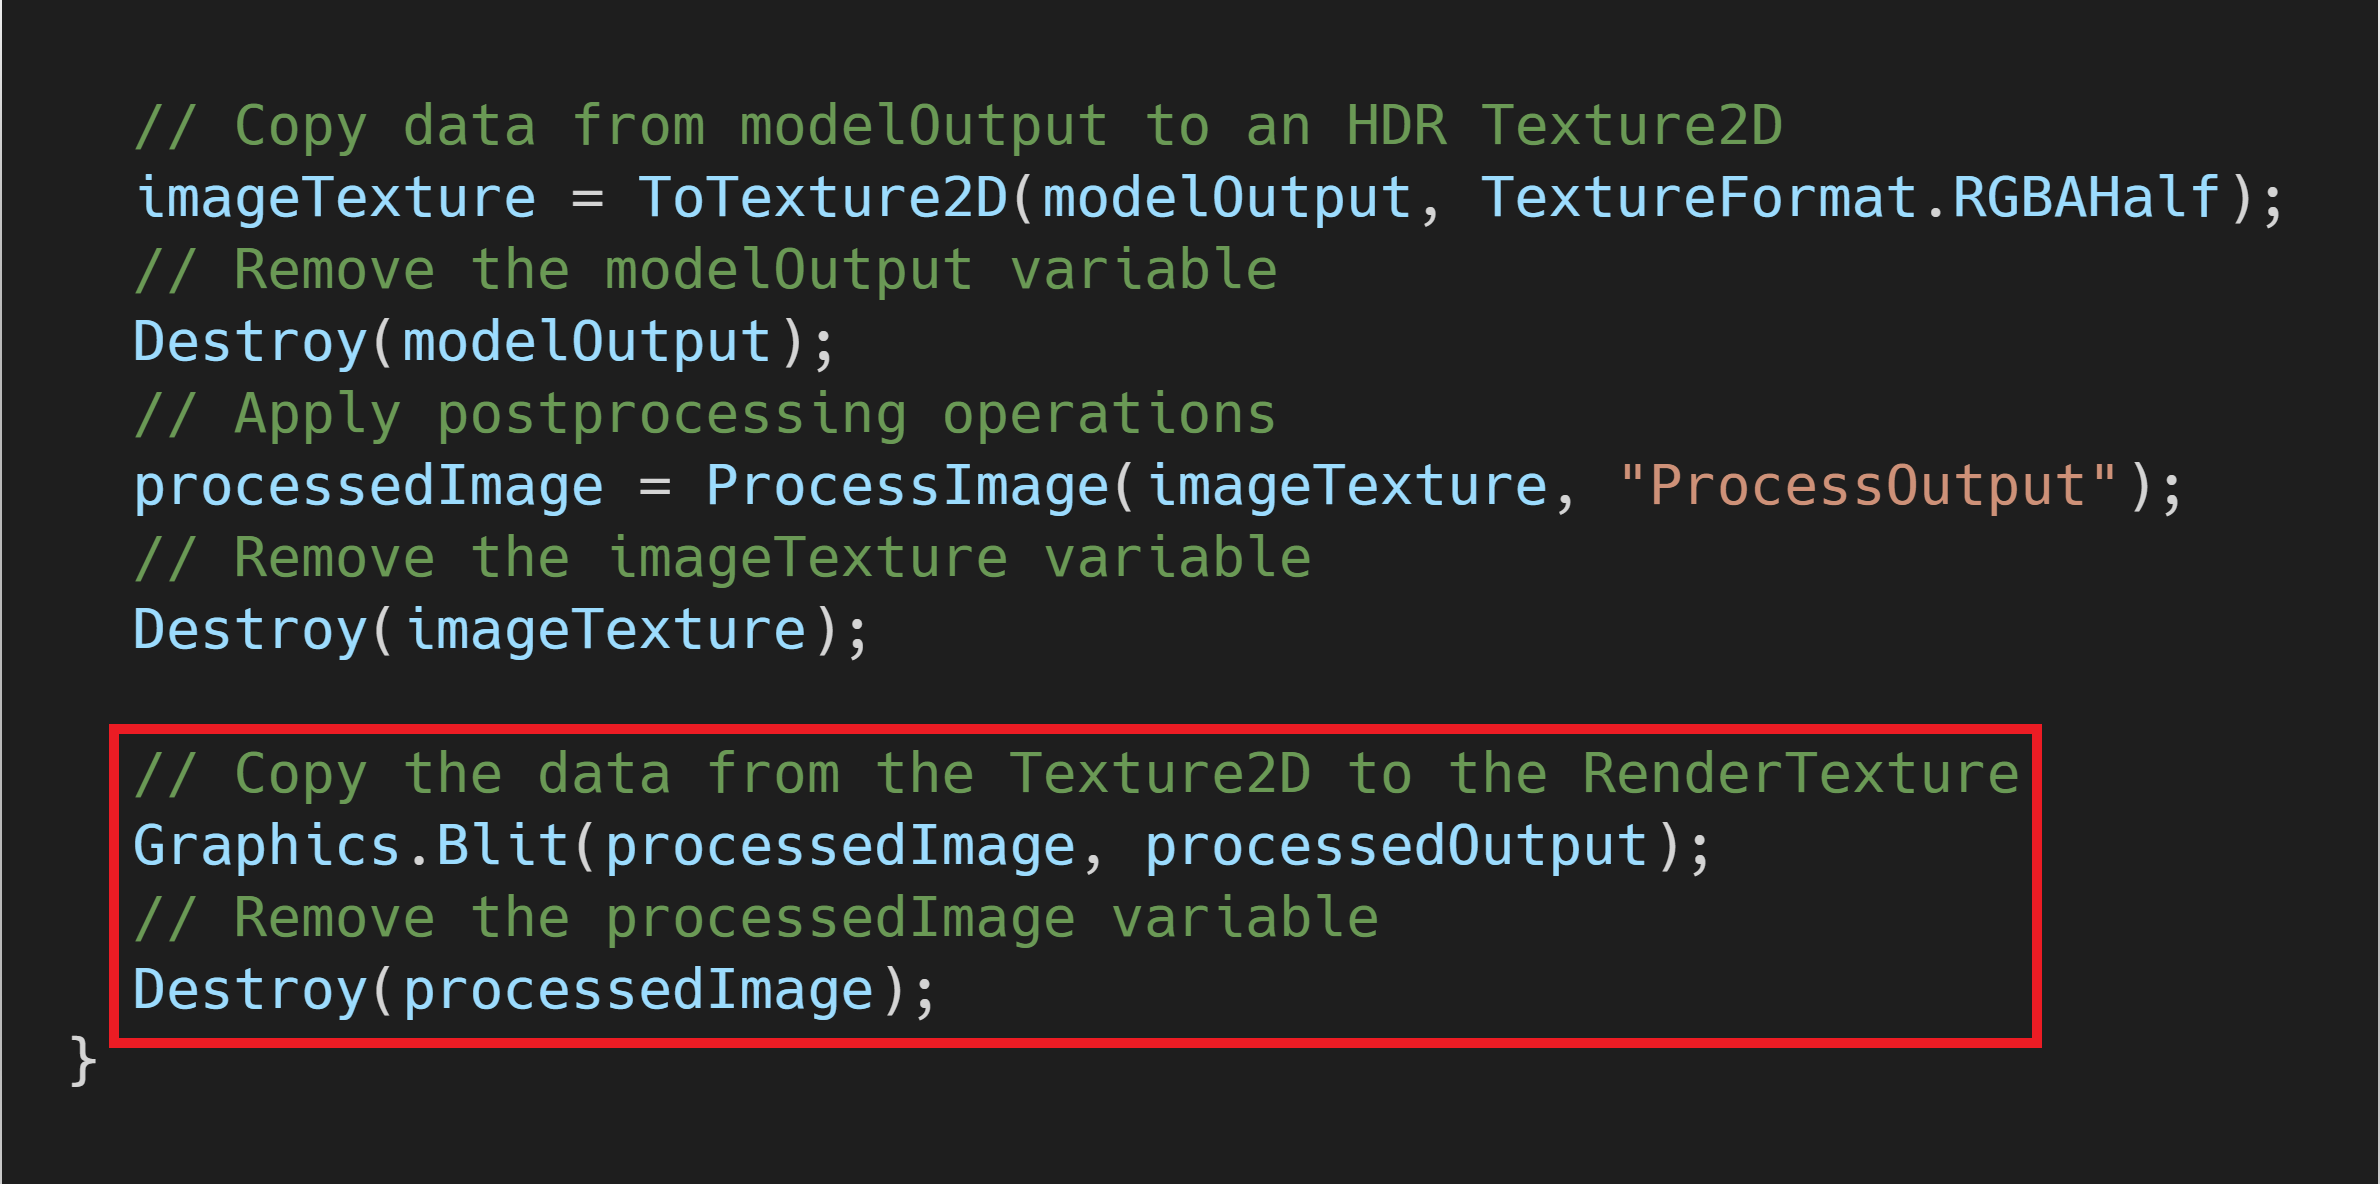 // Copy data from modelOutput to an HDR Texture2D
imageTexture = ToTexture2D(modelOutput, TextureFormat.RGBAHalf);
// Remove the modelOutput variable
Destroy(modelOutput);
// Apply postprocessing operations
processedImage = ProcessImage(imageTexture, "ProcessOutput");
// Remove the imageTexture variable
Destroy(imageTexture);
// Copy the data from the Texture2D to the RenderTexture
Graphics.Blit(processedImage, processedOutput);
// Remove the processedImage variable
Destroy(processedImage);
}